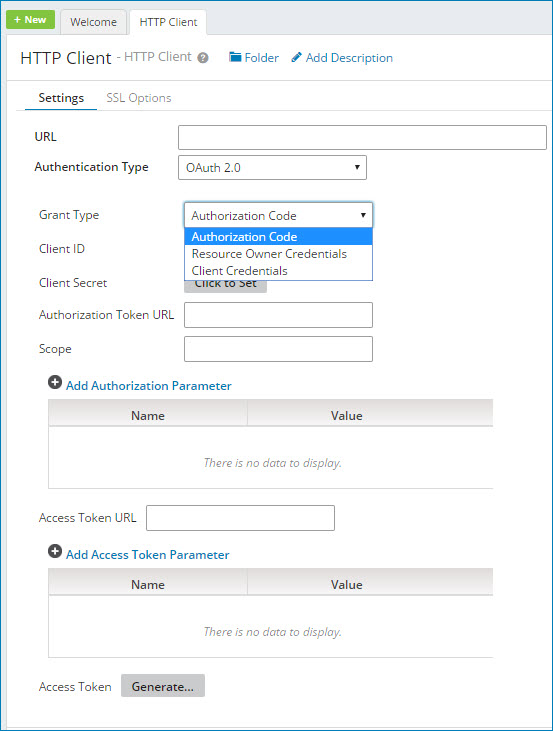 + New Welcome HTTP Client
HTTP Client - HTTP Client ? Folder Add Description
Settings SSL Options
URL
Authentication Type OAuth 2.0
Grant Type Authorization Code
Authorization Code
Resource Owner Credentials
Client ID
Client Credentials
Client Secret Click to Set
Authorization Token URL
Scope
Add Authorization Parameter
Name Value
There is no data to display.
Access Token URL
Add Access Token Parameter
Name Value
There is no data to display.
Access Token Generate...